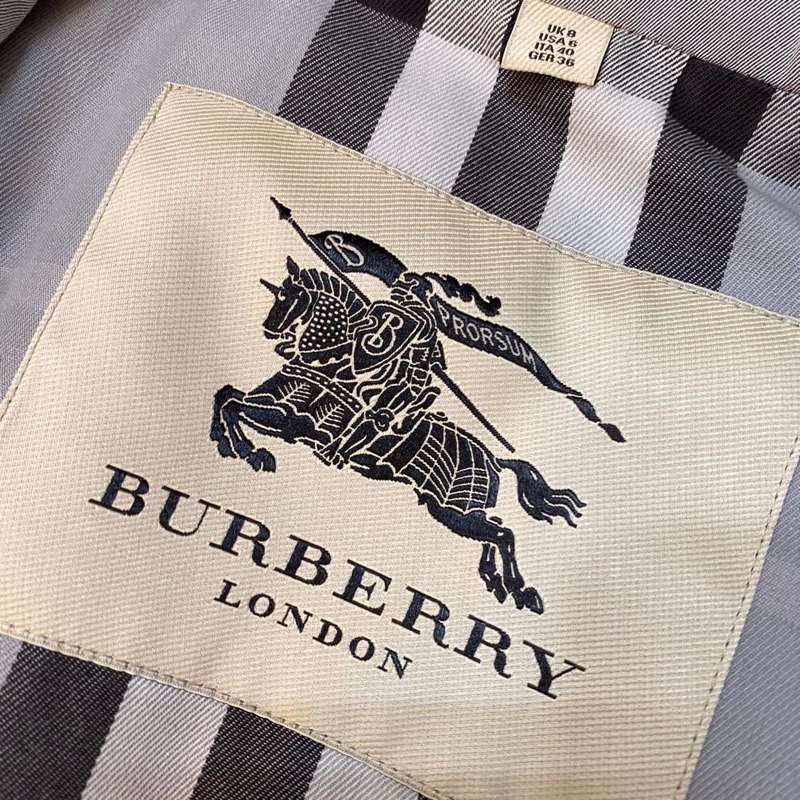 UK 8
USA 6
ITA 40
GER 36
B
PRORSUM
B
BURBERRY
LONDON